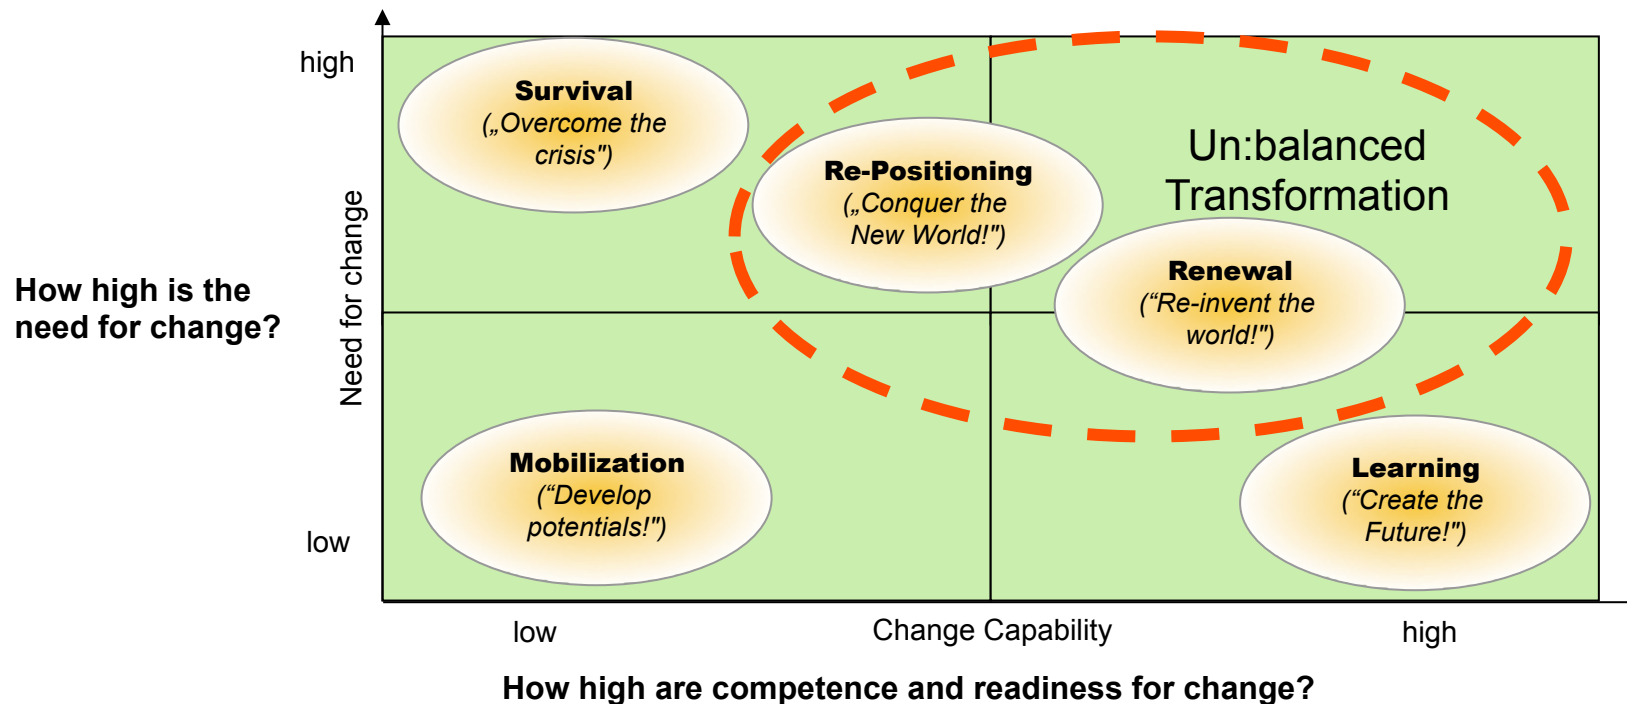 high
Survival
(„Overcome the
crisis")
Re-Positioning
(„Conquer the
New World!")
Un:balanced
Transformation
Renewal
(“Re-invent the
world!")
How high is the
need for change?
Need for change
Mobilization
(“Develop
potentials!")
Learning
(“Create the
Future!")
low
low
Change Capability
high
How high are competence and readiness for change?